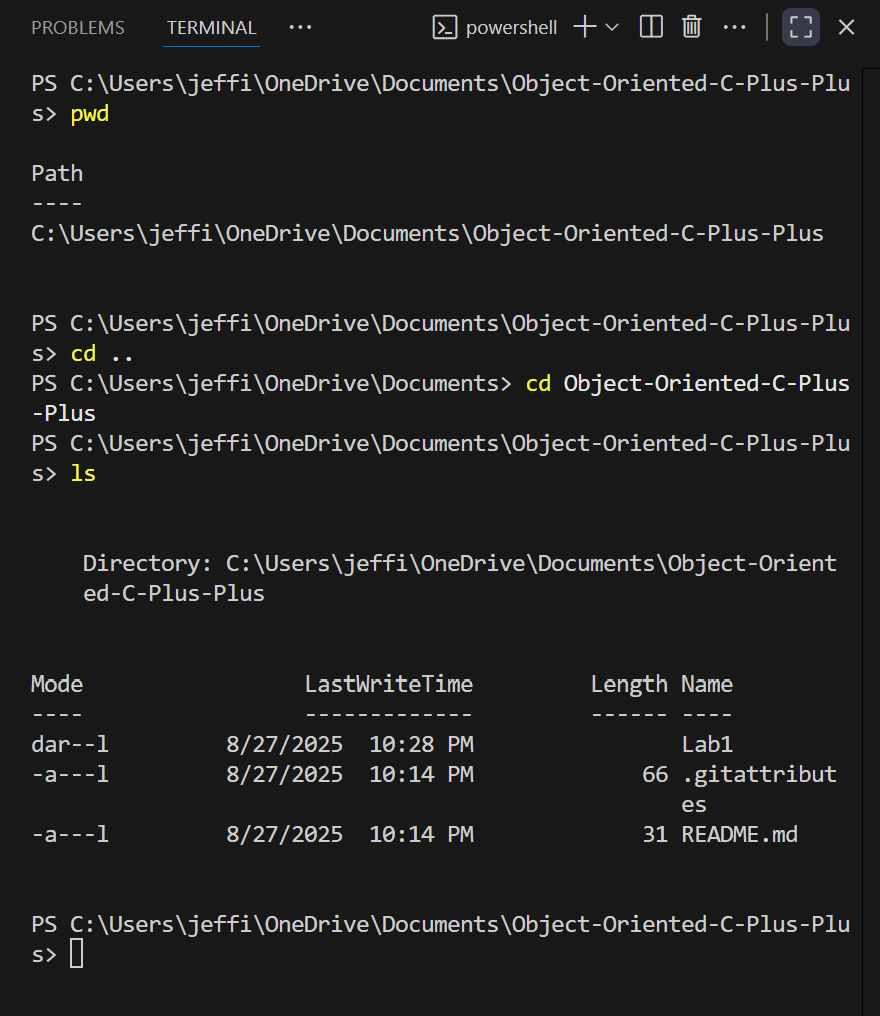 PROBLEMS TERMINAL ··· powershell
PS C:\Users\jeffi\OneDrive\Documents\Object-Oriented-C-Plus-Plu
s> pwd
Path
----
C:\Users\jeffi\OneDrive\Documents\Object-Oriented-C-Plus-Plus
PS C:\Users\jeffi\OneDrive\Documents\Object-Oriented-C-Plus-Plu
s> cd ..
PS C:\Users\jeffi\OneDrive\Documents> cd Object-Oriented-C-Plus
-Plus
PS C:\Users\jeffi\OneDrive\Documents\Object-Oriented-C-Plus-Plu
s> ls
Directory: C:\Users\jeffi\OneDrive\Documents\Object-Orient
ed-C-Plus-Plus
Mode LastWriteTime Length Name
---- ------------- ------ ----
dar--l 8/27/2025 10:28 PM Lab1
-a---l 8/27/2025 10:14 PM 66 .gitattribut
es
-a---l 8/27/2025 10:14 PM 31 README.md
PS C:\Users\jeffi\OneDrive\Documents\Object-Oriented-C-Plus-Plu
s>